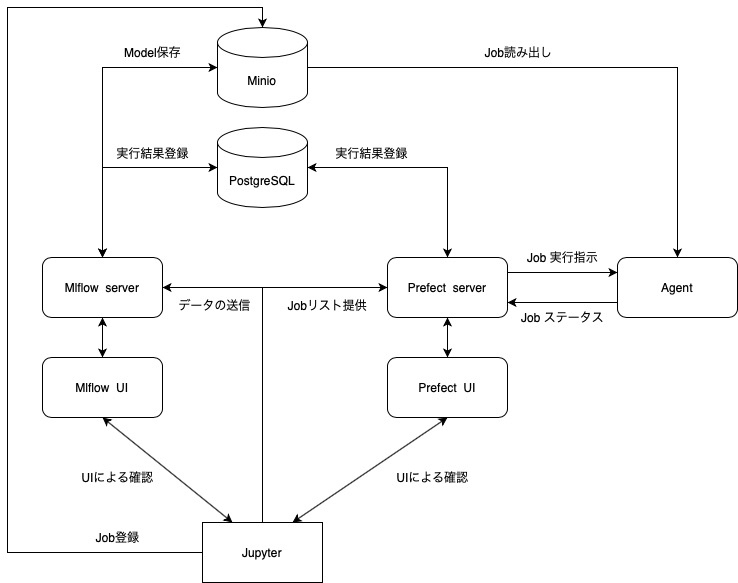 Model保存
Job読み出し
Minio
実行結果登録
実行結果登録
PostgreSQL
Job 実行指示
Mlflow server
Prefect server
Agent
データの送信
Jobリスト提供
Job ステータス
Mlflow UI
Prefect UI
UIによる確認
UIによる確認
Job登録
Jupyter